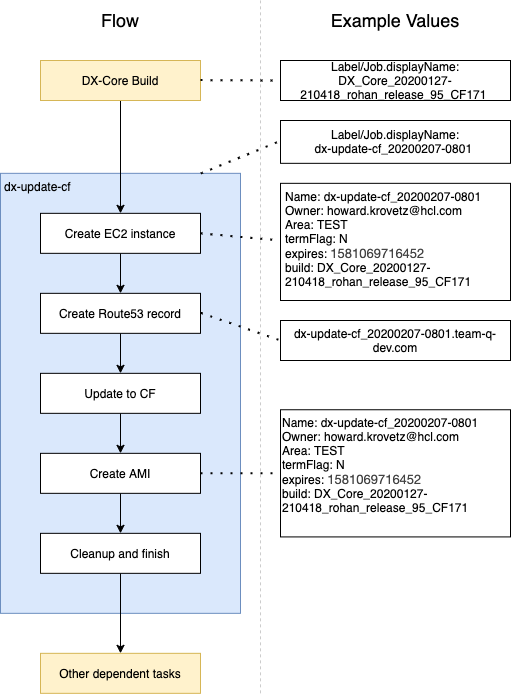 Flow
Example Values
DX-Core Build
Label/Job.displayName:
DX_Core_20200127-
210418_rohan_release_95_CF171
Label/Job.displayName:
dx-update-cf_20200207-0801
dx-update-cf
Create EC2 instance
Name: dx-update-cf_20200207-0801
Owner: howard.krovetz@hcl.com
Area: TEST
termFlag: N
expires: 1581069716452
build: DX_Core_20200127-
210418_rohan_release_95_CF171
Create Route53 record
dx-update-cf_20200207-0801.team-q-
dev.com
Update to CF
Create AMI
Name: dx-update-cf_20200207-0801
Owner: howard.krovetz@hcl.com
Area: TEST
termFlag: N
expires: 1581069716452
build: DX_Core_20200127-
210418_rohan_release_95_CF171
Cleanup and finish
Other dependent tasks